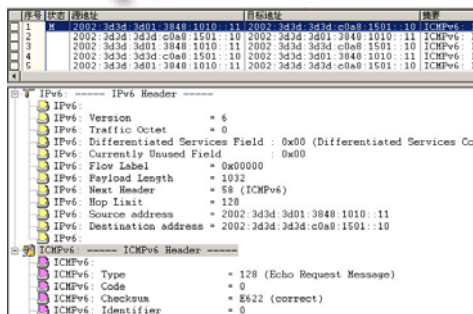 序号 状态 源地址 目标地址 摘要
1 M 2002:3d3d:3d01:3848:1010::11 2002:3d3d:3d3d:c0a8:1501::10 ICMPv6:
2 2002:3d3d:3d3d:c0a8:1501::10 2002:3d3d:3d01:3848:1010::11 ICMPv6:
3 2002:3d3d:3d01:3848:1010::11 2002:3d3d:3d3d:c0a8:1501::10 ICMPv6:
4 2002:3d3d:3d3d:c0a8:1501::10 2002:3d3d:3d01:3848:1010::11 ICMPv6:
5 2002:3d3d:3d01:3848:1010::11 2002:3d3d:3d3d:c0a8:1501::10 ICMPv6:
IPv6: ----- IPv6 Header -----
IPv6:
IPv6: Version = 6
IPv6: Traffic Octet = 0
IPv6: Differentiated Services Field : 0x00 (Differentiated Services Co
IPv6: Currently Unused Field : 0x00
IPv6: Flow Label = 0x00000
IPv6: Payload Length = 1032
IPv6: Next Header = 58 (ICMPv6)
IPv6: Hop Limit = 128
IPv6: Source address = 2002:3d3d:3d01:3848:1010::11
IPv6: Destination address = 2002:3d3d:3d3d:c0a8:1501::10
IPv6:
ICMPv6: ----- ICMPv6 Header -----
ICMPv6:
ICMPv6: Type = 128 (Echo Request Message)
ICMPv6: Code = 0
ICMPv6: Checksum = E622 (correct)
ICMPv6: Identifier = 0